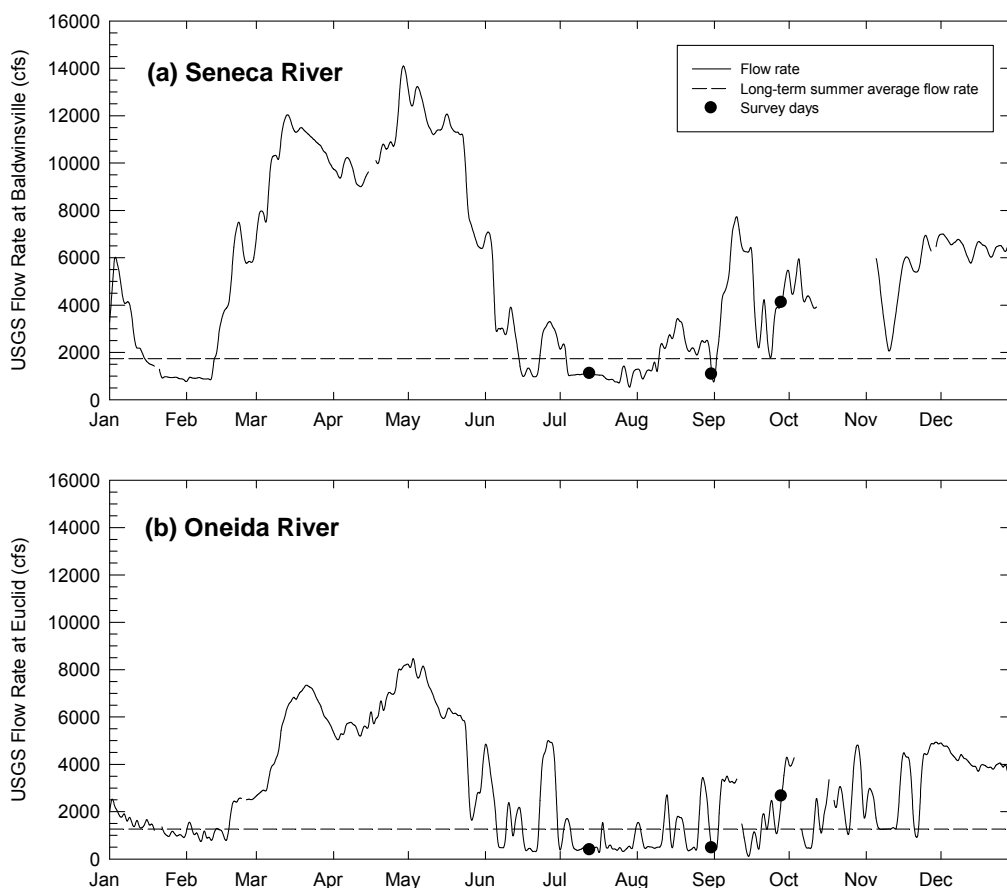 USGS Flow Rate at Baldwinsville (cfs)
16000
14000
12000
10000
8000
6000
4000
2000
0
(a) Seneca River
Flow rate
Long-term summer average flow rate
Survey days
Jan Feb Mar Apr May Jun Jul Aug Sep Oct Nov Dec
USGS Flow Rate at Euclid (cfs)
16000
14000
12000
10000
8000
6000
4000
2000
0
(b) Oneida River
Jan Feb Mar Apr May Jun Jul Aug Sep Oct Nov Dec